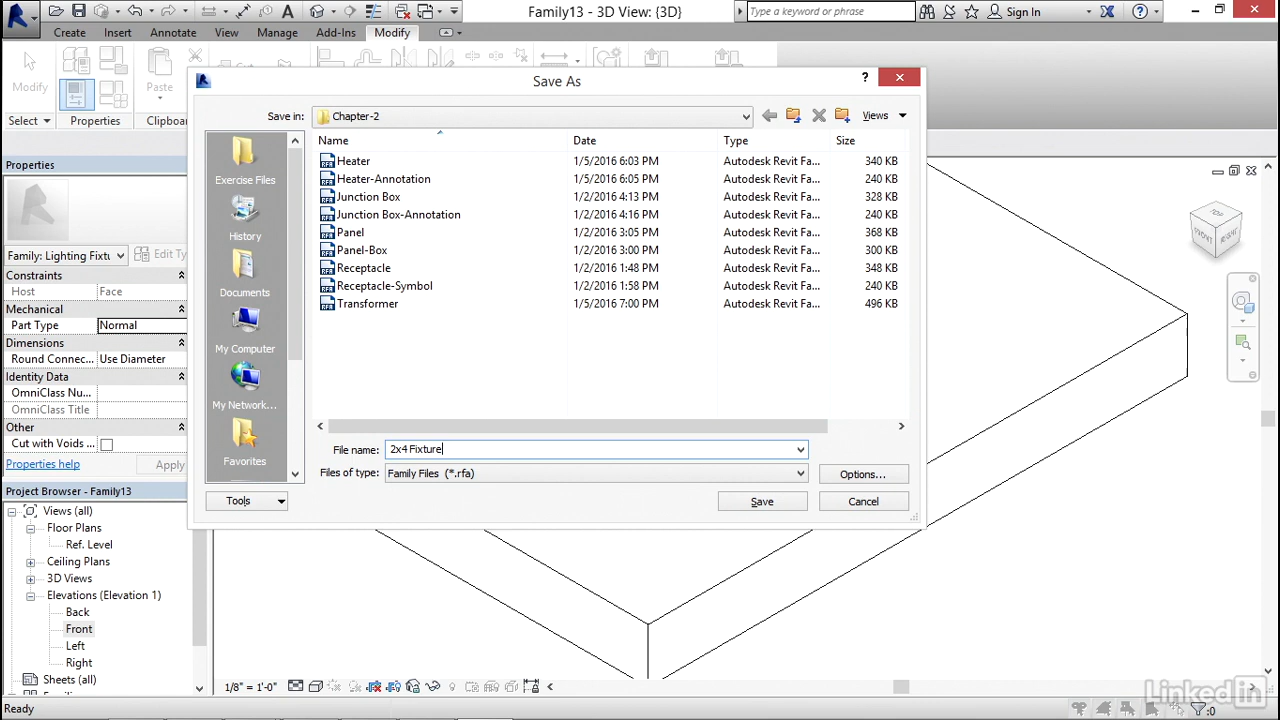 Family13 - 3D View: {3D}
Type a keyword or phrase
Sign In
Create Insert Annotate View Manage Add-Ins Modify
Modify
Paste
Select Properties Clipboa
Save As
Save in: Chapter-2
Views
Name Date Type Size
Heater 1/5/2016 6:03 PM Autodesk Revit Fa... 340 KB
Heater-Annotation 1/5/2016 6:05 PM Autodesk Revit Fa... 240 KB
Junction Box 1/2/2016 4:13 PM Autodesk Revit Fa... 328 KB
Junction Box-Annotation 1/2/2016 4:16 PM Autodesk Revit Fa... 240 KB
Panel 1/2/2016 3:05 PM Autodesk Revit Fa... 368 KB
Panel-Box 1/2/2016 3:00 PM Autodesk Revit Fa... 300 KB
Receptacle 1/2/2016 1:48 PM Autodesk Revit Fa... 348 KB
Receptacle-Symbol 1/2/2016 1:58 PM Autodesk Revit Fa... 240 KB
Transformer 1/5/2016 7:00 PM Autodesk Revit Fa... 496 KB
Exercise Files
History
Documents
My Computer
My Network...
Favorites
File name: 2x4 Fixture
Files of type: Family Files (*.rfa)
Options...
Tools
Save
Cancel
Properties
Family: Lighting Fixtu
Edit Ty
Constraints
Host Face
Mechanical
Part Type Normal
Dimensions
Round Connec... Use Diameter
Identity Data
OmniClass Nu...
OmniClass Title
Other
Cut with Voids ...
Properties help
Apply
Project Browser - Family13
Views (all)
Floor Plans
Ref. Level
Ceiling Plans
3D Views
Elevations (Elevation 1)
Back
Front
Left
Right
Sheets (all)
TOP
FRONT
RIGHT
1/8" = 1'-0"
Ready
:0
LinkedIn